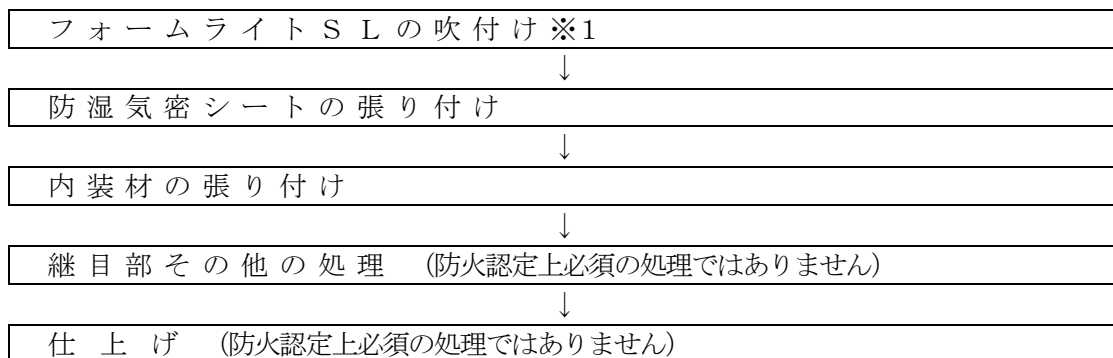 フォームライトＳＬの吹付け※1
↓
防湿気密シートの張り付け
↓
内装材の張り付け
↓
継目部その他の処理　(防火認定上必須の処理ではありません)
↓
仕上げ　(防火認定上必須の処理ではありません)